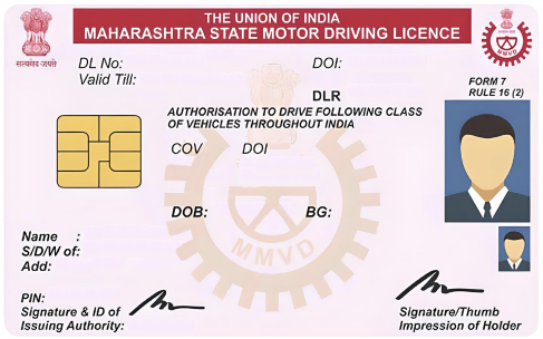 THE UNION OF INDIA
MAHARASHTRA STATE MOTOR DRIVING LICENCE
सत्यमेव जयते
DL No:
DOI:
Valid Till:
FORM 7
RULE 16 (2)
DLR
AUTHORISATION TO DRIVE FOLLOWING CLASS
OF VEHICLES THROUGHOUT INDIA
COV DOI
DOB: BG:
MMVD
Name :
S/D/W of:
Add:
PIN:
Signature & ID of
Issuing Authority:
Signature/Thumb
Impression of Holder